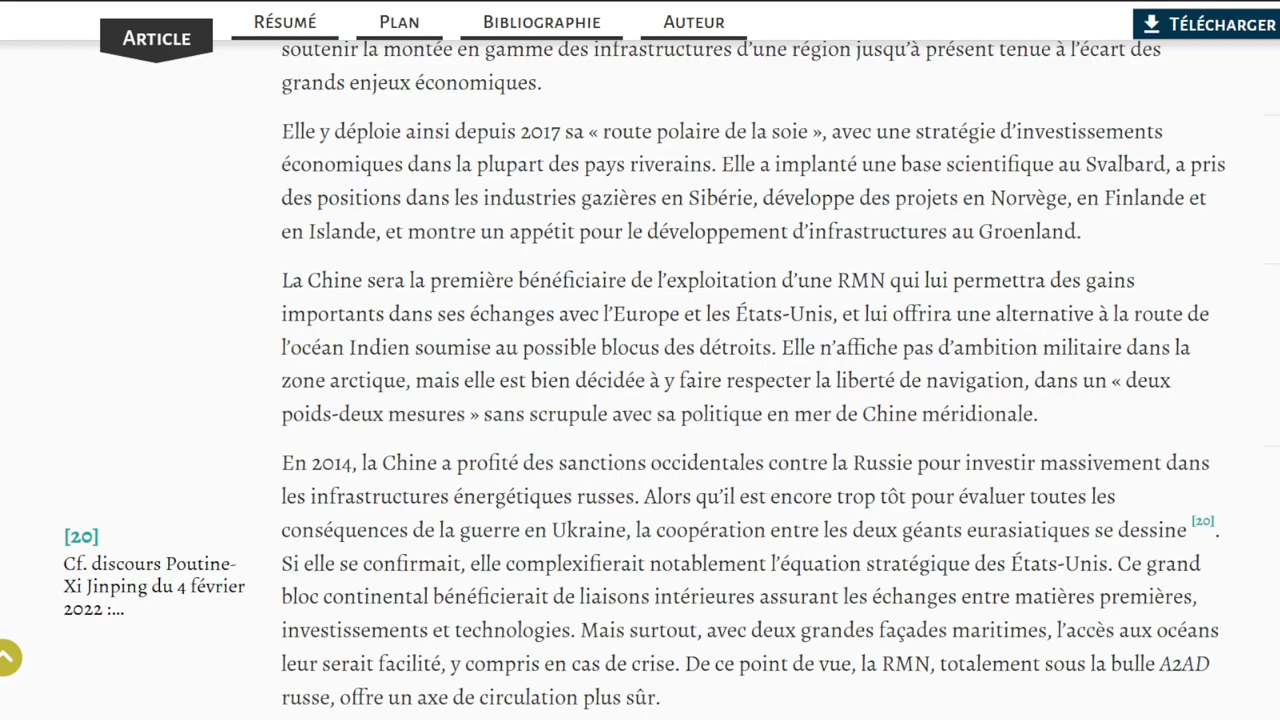 ARTICLE
RÉSUMÉ
PLAN
BIBLIOGRAPHIE
AUTEUR
TÉLÉCHARGER
soutenir la montée en gamme des infrastructures d'une région jusqu'à présent tenue à l'écart des
grands enjeux économiques.
Elle y déploie ainsi depuis 2017 sa « route polaire de la soie », avec une stratégie d'investissements
économiques dans la plupart des pays riverains. Elle a implanté une base scientifique au Svalbard, a pris
des positions dans les industries gazières en Sibérie, développe des projets en Norvège, en Finlande et
en Islande, et montre un appétit pour le développement d'infrastructures au Groenland.
La Chine sera la première bénéficiaire de l'exploitation d'une RMN qui lui permettra des gains
importants dans ses échanges avec l'Europe et les États-Unis, et lui offrira une alternative à la route de
l'océan Indien soumise au possible blocus des détroits. Elle n'affiche pas d'ambition militaire dans la
zone arctique, mais elle est bien décidée à y faire respecter la liberté de navigation, dans un « deux
poids-deux mesures » sans scrupule avec sa politique en mer de Chine méridionale.
En 2014, la Chine a profité des sanctions occidentales contre la Russie pour investir massivement dans
les infrastructures énergétiques russes. Alors qu'il est encore trop tôt pour évaluer toutes les
conséquences de la guerre en Ukraine, la coopération entre les deux géants eurasiatiques se dessine [20].
Si elle se confirmait, elle complexifierait notablement l'équation stratégique des États-Unis. Ce grand
bloc continental bénéficierait de liaisons intérieures assurant les échanges entre matières premières,
investissements et technologies. Mais surtout, avec deux grandes façades maritimes, l'accès aux océans
leur serait facilité, y compris en cas de crise. De ce point de vue, la RMN, totalement sous la bulle A2AD
russe, offre un axe de circulation plus sûr.
[20]
Cf. discours Poutine-
Xi Jinping du 4 février
2022 :...